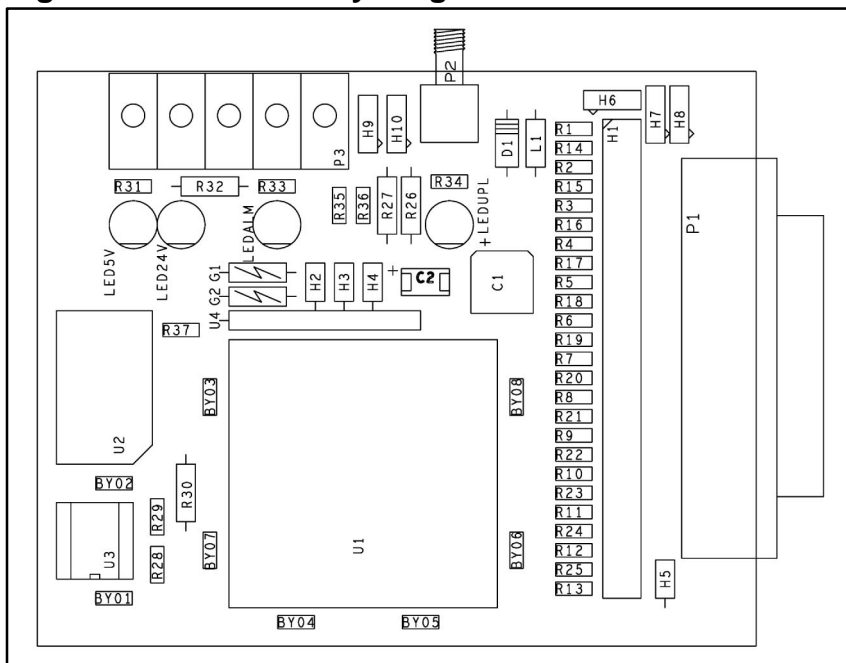 P2
H6
H9
H10
D1
L1
H1
H7
H8
P3
R1
R14
R2
R15
R3
R16
R4
R17
R5
R18
R6
R19
R7
R20
R8
R21
R9
R22
R10
R23
R11
R24
R12
R25
R13
P1
H5
R31
R32
R33
R35
R36
R27
R26
R34
LED5V
LED24V
LEDALM
+LEDUPL
G1
G2
U4
H2
H3
H4
+
C2
C1
R37
U2
BY03
BY08
BY02
R30
R29
U3
R28
BY07
U1
BY06
BY01
BY04
BY05